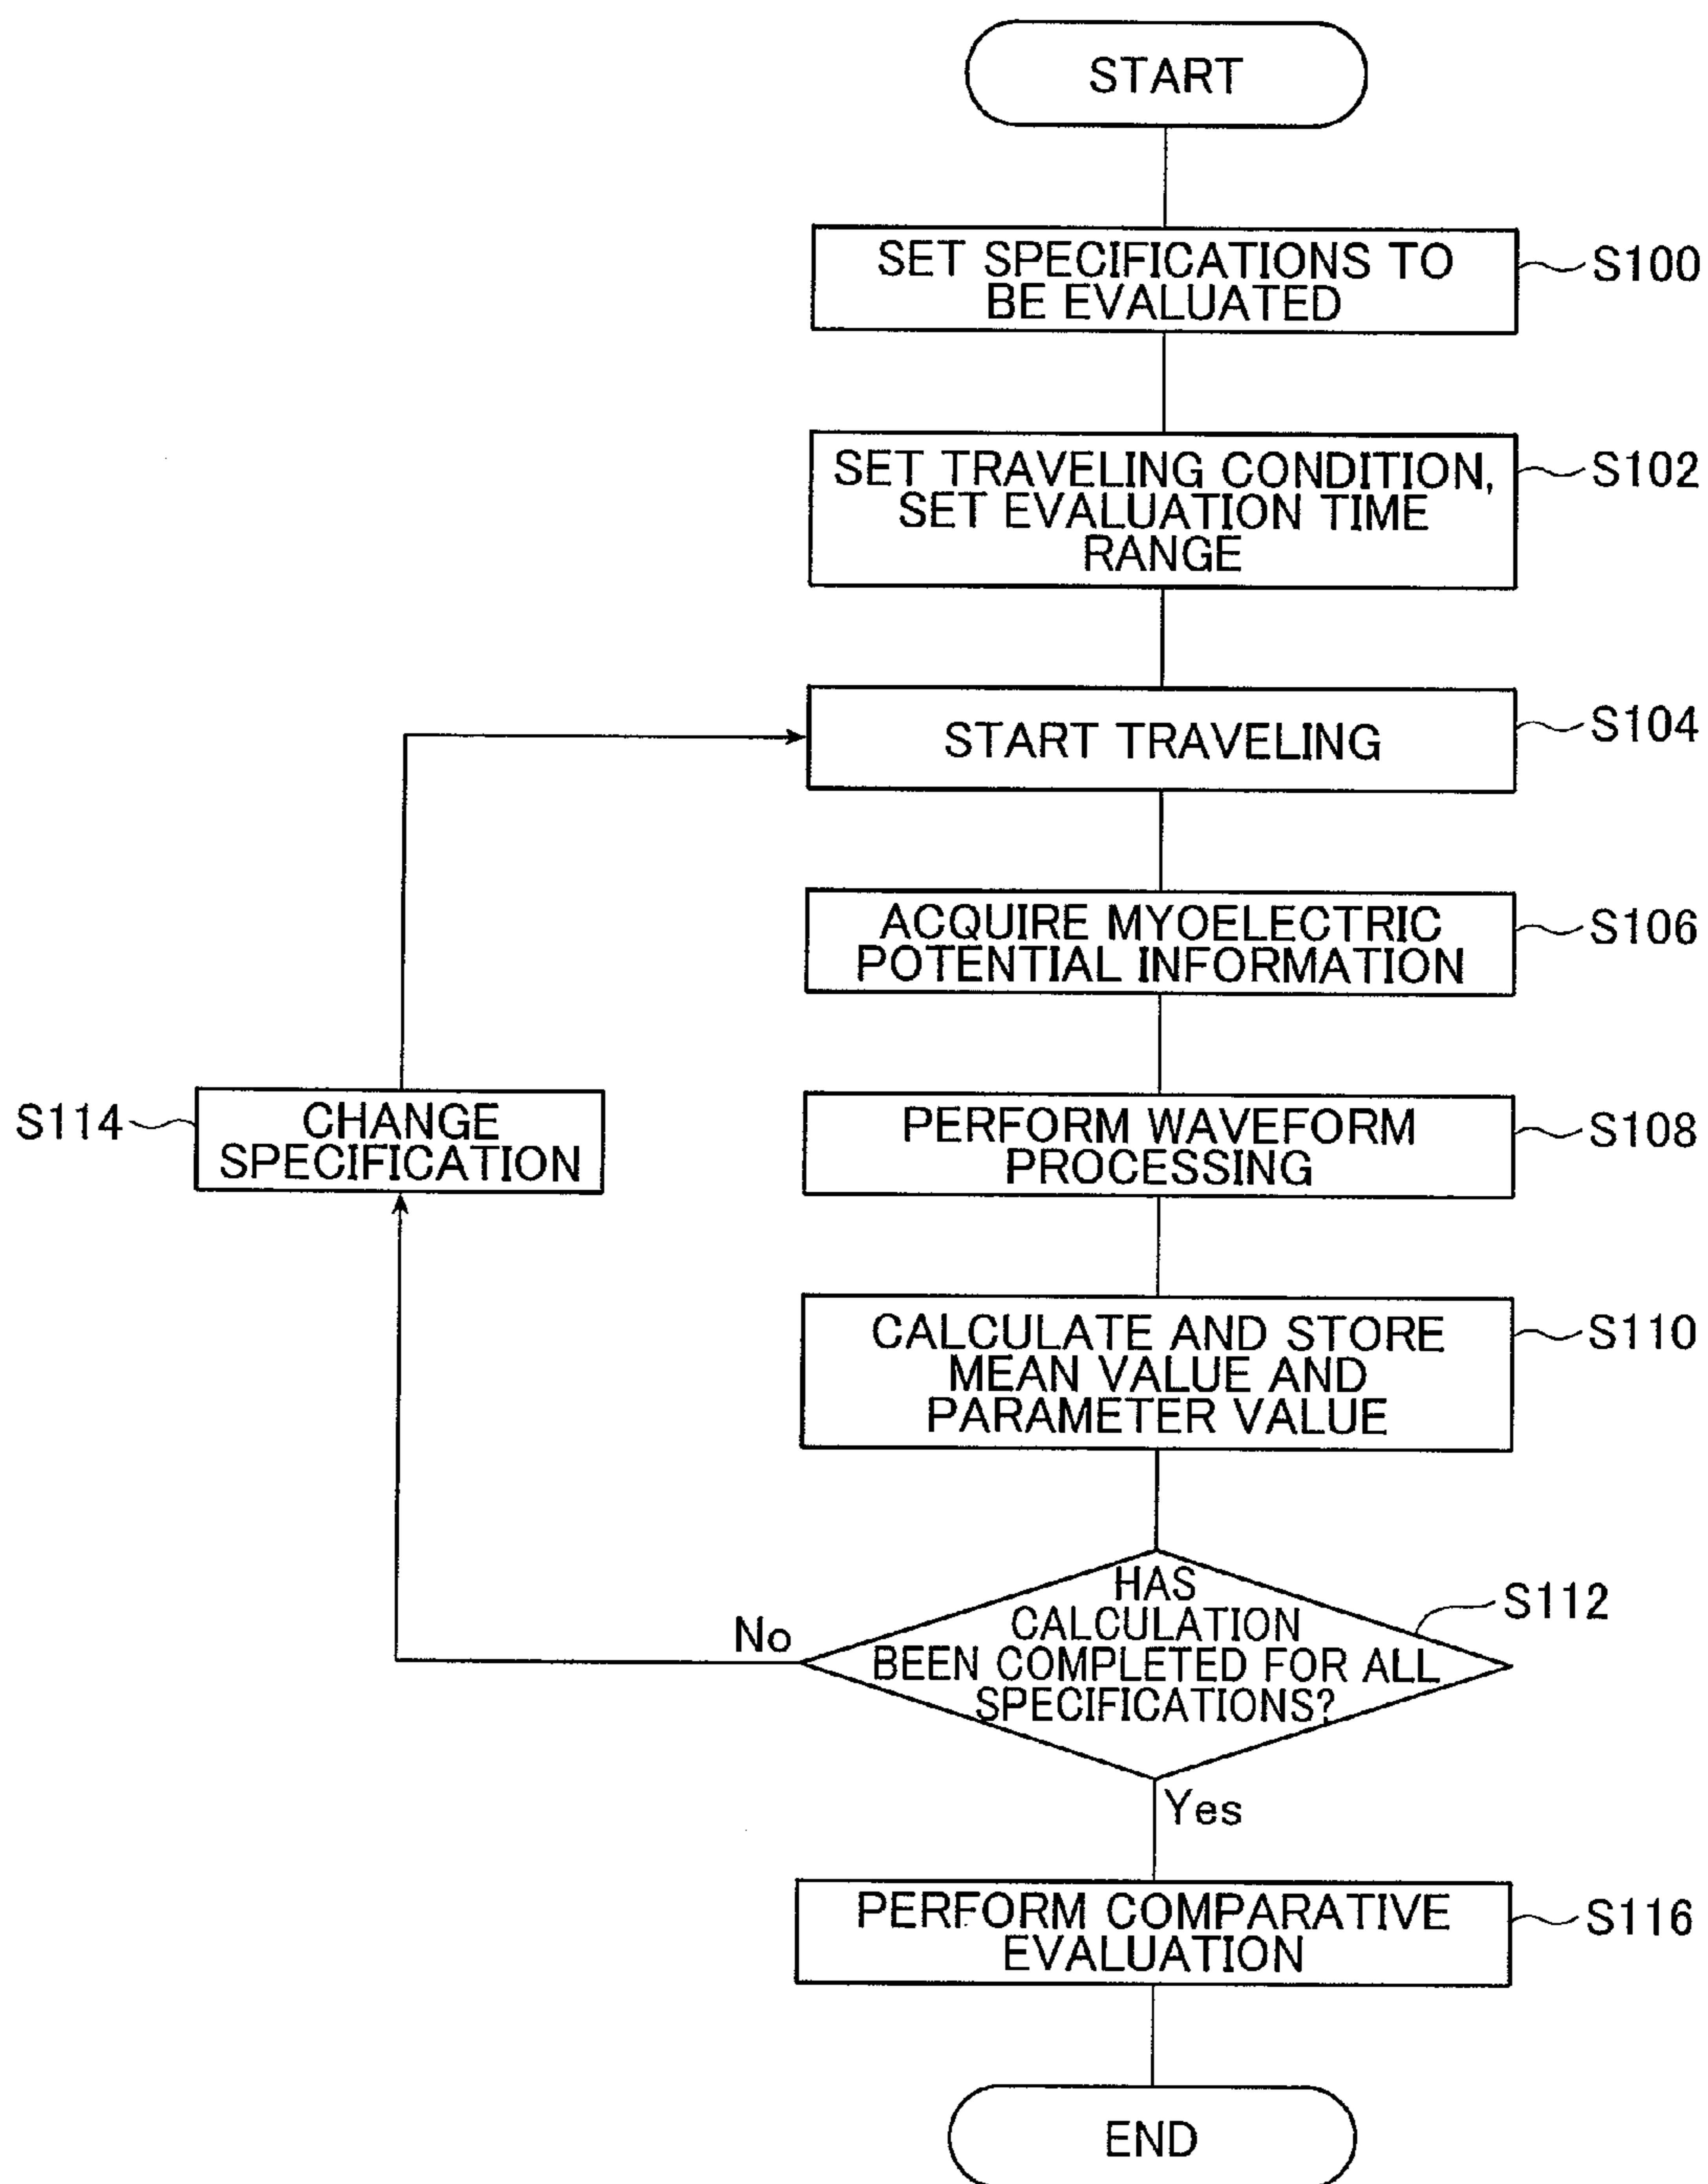 START
SET SPECIFICATIONS TO
BE EVALUATED
S100
SET TRAVELING CONDITION,
SET EVALUATION TIME
RANGE
S102
START TRAVELING
S104
ACQUIRE MYOELECTRIC
POTENTIAL INFORMATION
S106
S114
CHANGE
SPECIFICATION
PERFORM WAVEFORM
PROCESSING
S108
CALCULATE AND STORE
MEAN VALUE AND
PARAMETER VALUE
S110
HAS
CALCULATION
BEEN COMPLETED FOR ALL
SPECIFICATIONS?
S112
No
Yes
PERFORM COMPARATIVE
EVALUATION
S116
END